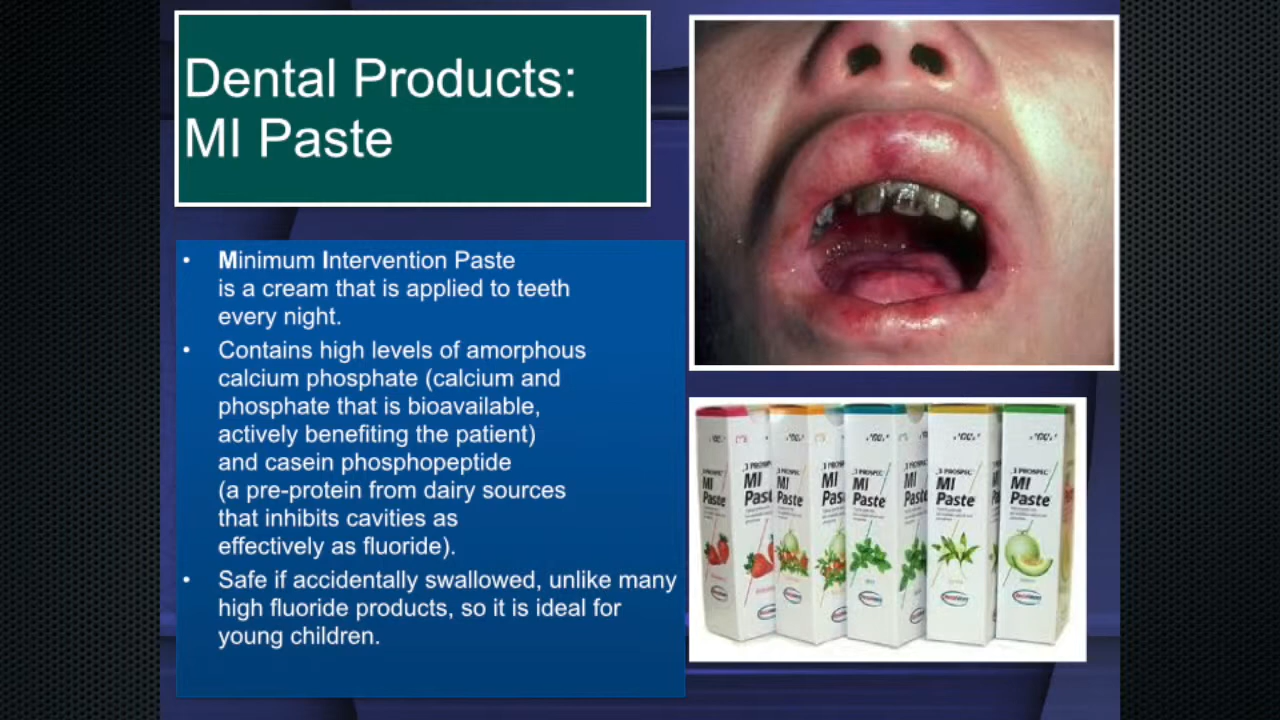 Dental Products:
MI Paste
• Minimum Intervention Paste
is a cream that is applied to teeth
every night.
• Contains high levels of amorphous
calcium phosphate (calcium and
phosphate that is bioavailable,
actively benefiting the patient)
and casein phosphopeptide
(a pre-protein from dairy sources
that inhibits cavities as
effectively as fluoride).
• Safe if accidentally swallowed, unlike many
high fluoride products, so it is ideal for
young children.
MI
Paste
MI
Paste
MI
Paste
MI
Paste
MI
Paste